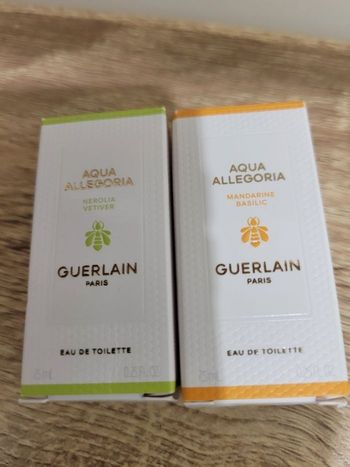 AQUA
ALLEGORIA
NEROLIA
VETIVER
GUERLAIN
PARIS
EAU DE TOILETTE
AQUA
ALLEGORIA
MANDARINE
BASILIC
GUERLAIN
PARIS
EAU DE TOILETTE